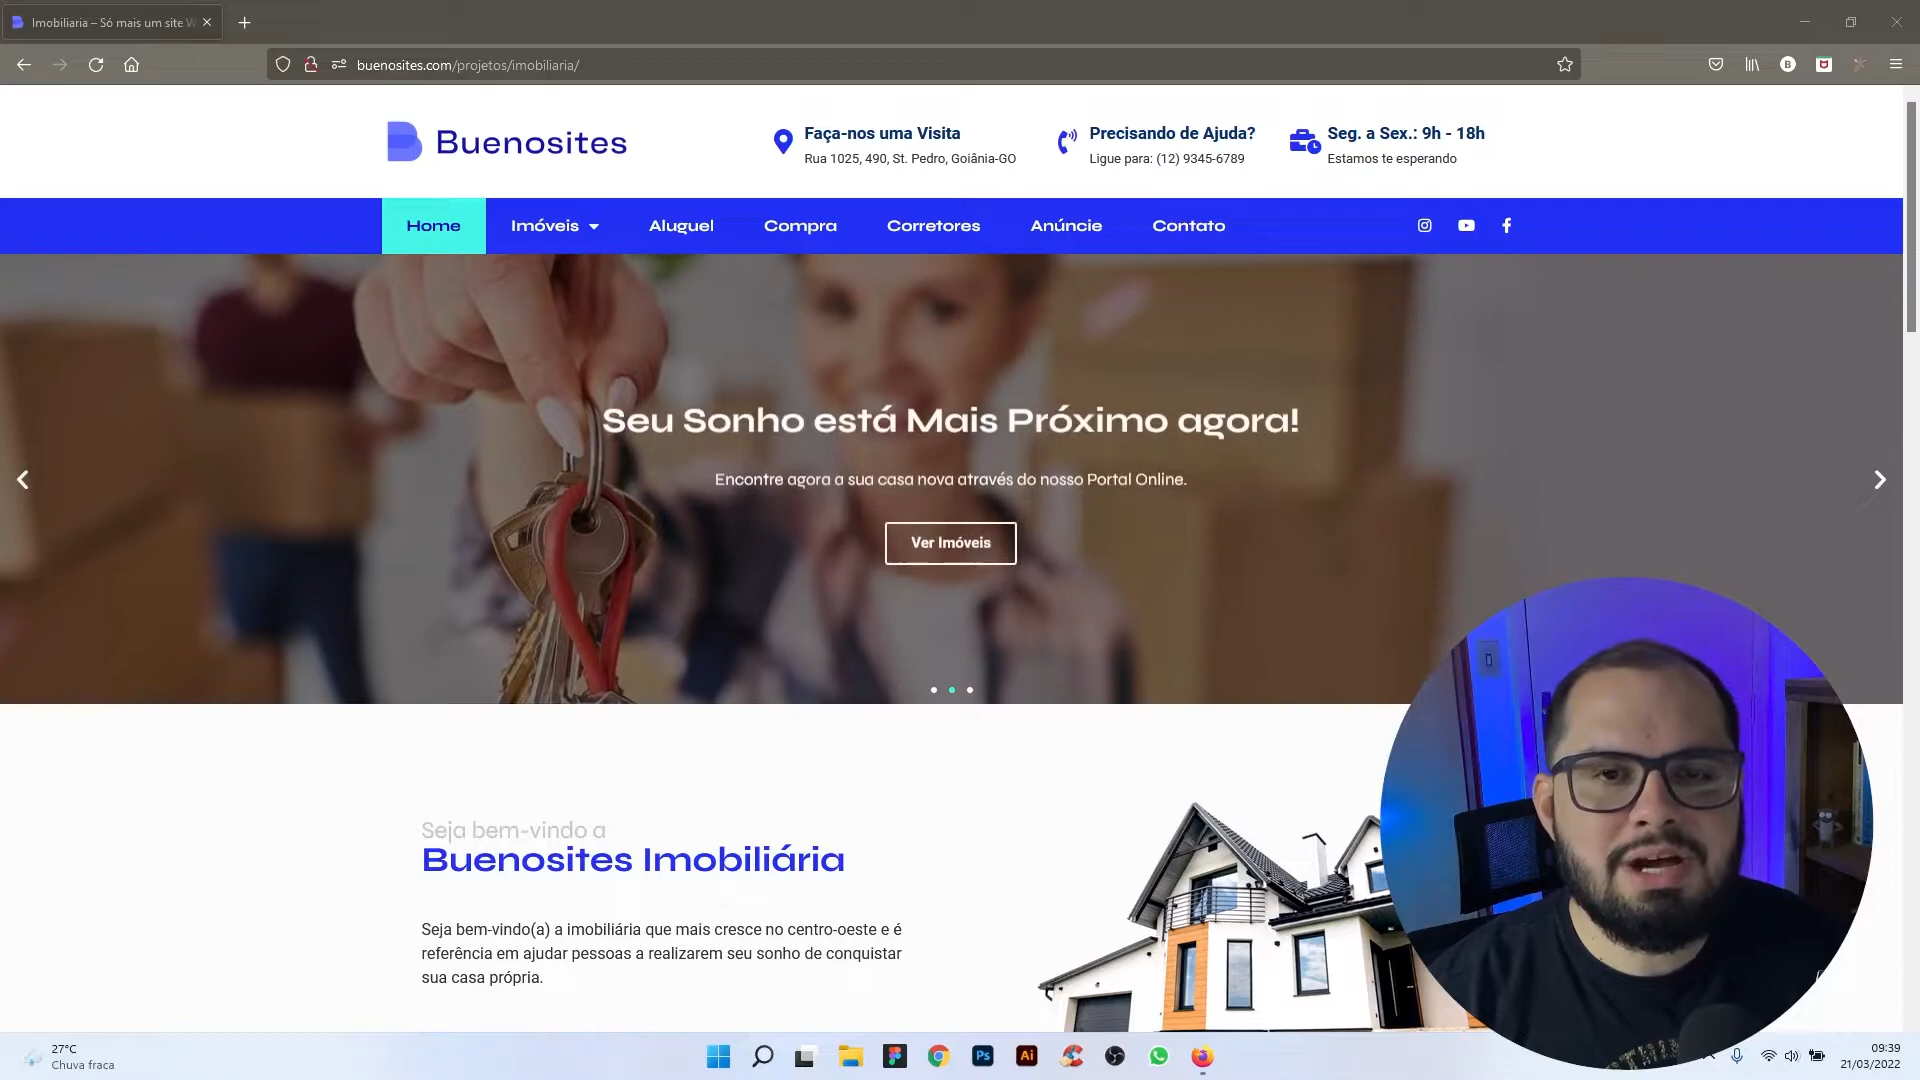 Imobiliaria – Só mais um site W
buenosites.com/projetos/imobiliaria/
Buenosites
Faça-nos uma Visita
Rua 1025, 490, St. Pedro, Goiânia-GO
Precisando de Ajuda?
Ligue para: (12) 9345-6789
Seg. a Sex.: 9h - 18h
Estamos te esperando
Home
Imóveis
Aluguel
Compra
Corretores
Anúncie
Contato
Seu Sonho está Mais Próximo agora!
Encontre agora a sua casa nova através do nosso Portal Online.
Ver Imóveis
Seja bem-vindo a
Buenosites Imobiliária
Seja bem-vindo(a) a imobiliária que mais cresce no centro-oeste e é
referência em ajudar pessoas a realizarem seu sonho de conquistar
sua casa própria.
27°C
Chuva fraca
Ps
Ai
09:39
21/03/2022